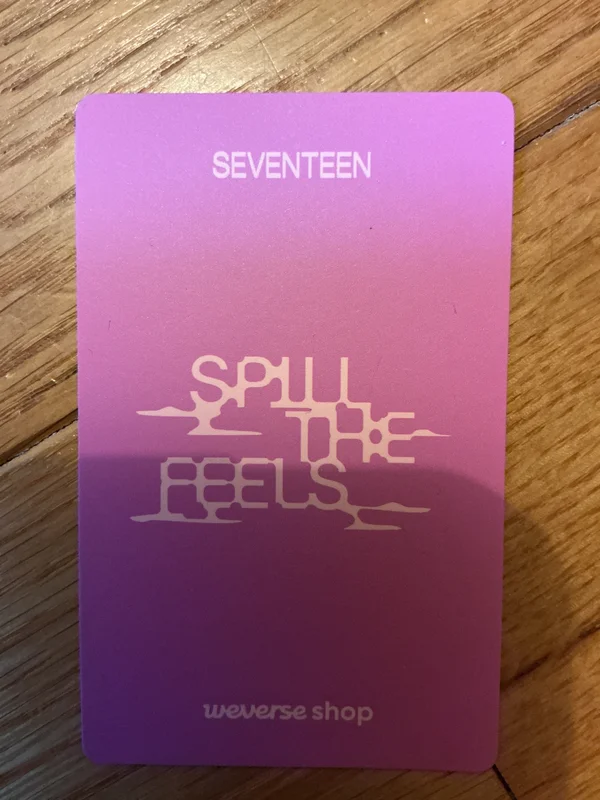 SEVENTEEN
SPILL
THE
FEELS
weverse shop